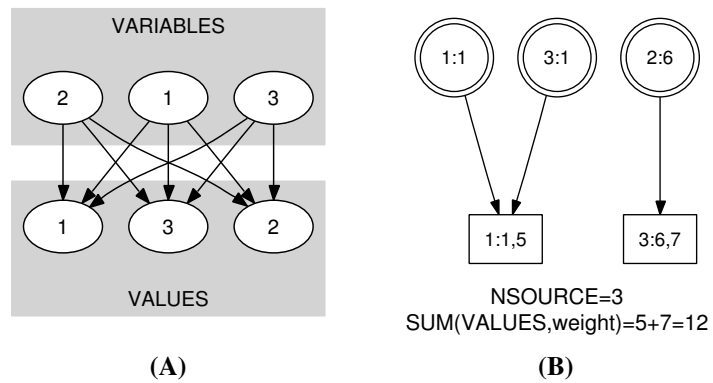 VARIABLES
2 1 3
1 3 2
VALUES
(A)
1:1 3:1 2:6
1:1,5 3:6,7
NSOURCE=3
SUM(VALUES,weight)=5+7=12
(B)